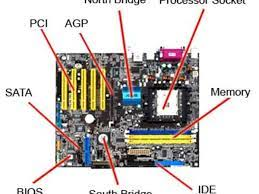 North Bridge
Processor Socket
PCI
AGP
SATA
Memory
BIOS
South Bridge
IDE